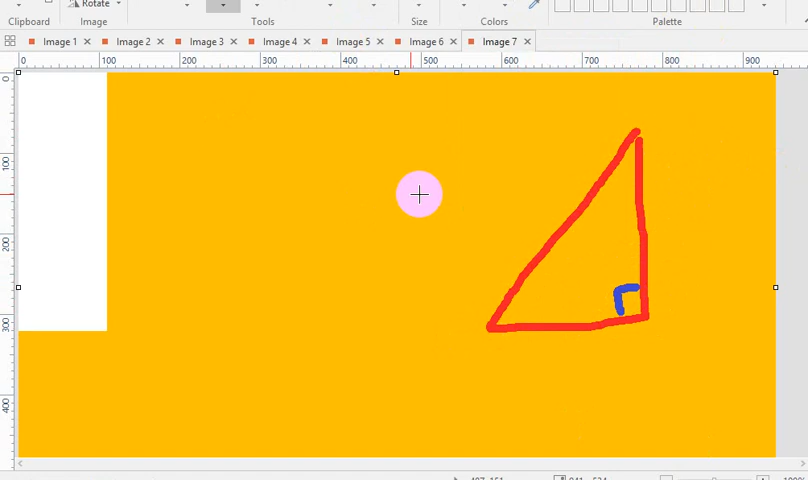 Rotate
Clipboard
Image
Tools
Size
Colors
Palette
Image 1
Image 2
Image 3
Image 4
Image 5
Image 6
Image 7
0 100 200 300 400 500 600 700 800 900
0
100
200
300
400